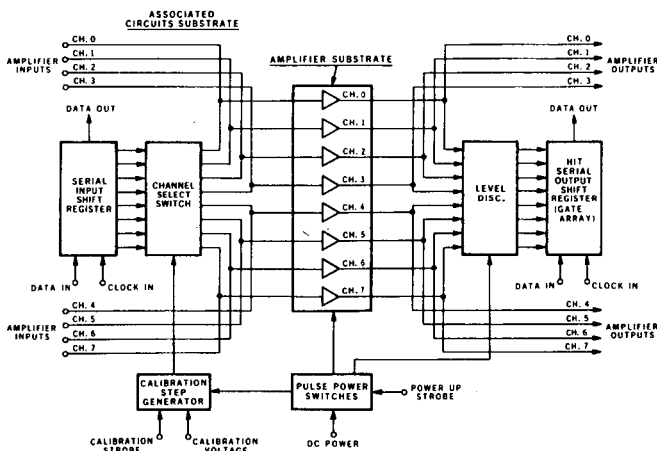 ASSOCIATED
CIRCUITS SUBSTRATE
AMPLIFIER SUBSTRATE
AMPLIFIER
INPUTS
CH. 0
CH. 1
CH. 2
CH. 3
CH. 0
CH. 1
CH. 2
CH. 3
AMPLIFIER
OUTPUTS
DATA OUT
SERIAL
INPUT
SHIFT
REGISTER
CHANNEL
SELECT
SWITCH
CH. 0
CH. 1
CH. 2
CH. 3
CH. 4
CH. 5
CH. 6
CH. 7
LEVEL
DISC.
DATA OUT
HIT
SERIAL
OUTPUT
SHIFT
REGISTER
(GATE
ARRAY)
DATA IN
CLOCK IN
DATA IN
CLOCK IN
AMPLIFIER
INPUTS
CH. 4
CH. 5
CH. 6
CH. 7
CH. 4
CH. 5
CH. 6
CH. 7
AMPLIFIER
OUTPUTS
CALIBRATION
STEP
GENERATOR
PULSE POWER
SWITCHES
POWER UP
STROBE
CALIBRATION
STROBE
CALIBRATION
VOLTAGE
DC POWER